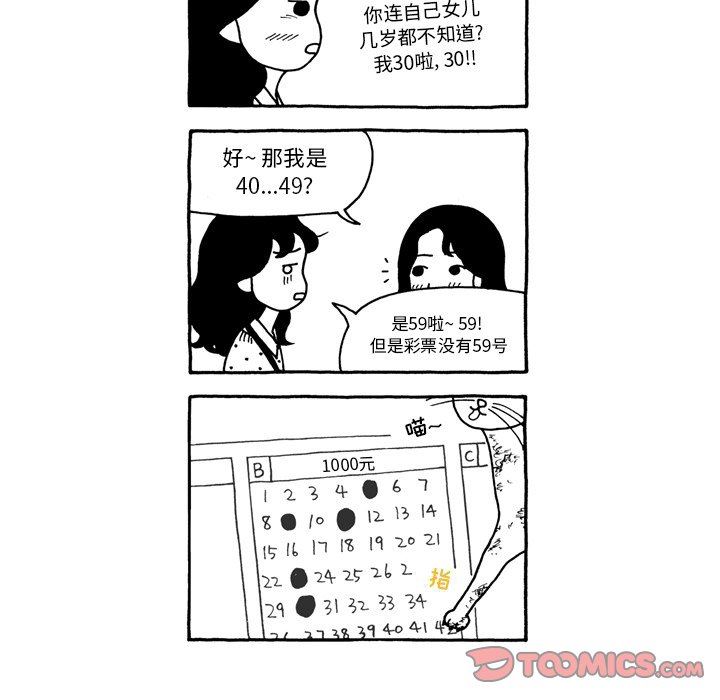 你连自己女儿
几岁都不知道?
我30啦, 30!!
好~ 那我是
40...49?
是59啦~ 59!
但是彩票没有59号
喵~
B 1000元 C
1 2 3 4 6 7
8 10 12 13 14
15 16 17 18 19 20 21
22 24 25 26 2
指
29 31 32 33 34
37 38 39 40 41 42
TOOMICS.com